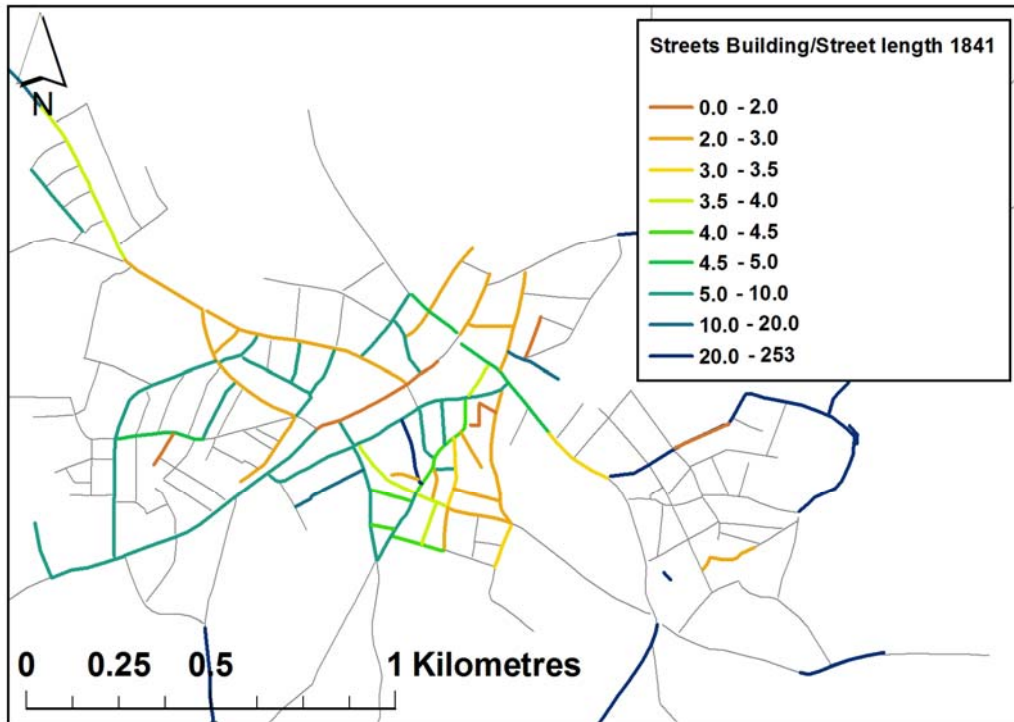 Streets Building/Street length 1841
0.0 - 2.0
2.0 - 3.0
3.0 - 3.5
3.5 - 4.0
4.0 - 4.5
4.5 - 5.0
5.0 - 10.0
10.0 - 20.0
20.0 - 253
N
0 0.25 0.5 1 Kilometres